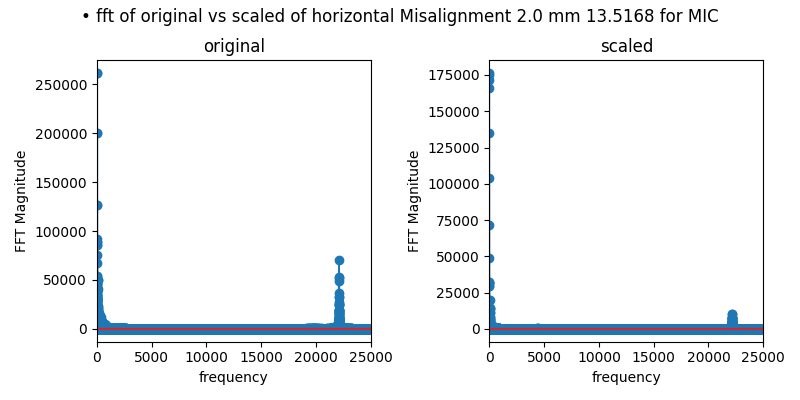 • fft of original vs scaled of horizontal Misalignment 2.0 mm 13.5168 for MIC
original
scaled
FFT Magnitude
250000
200000
150000
100000
50000
0
0 5000 10000 15000 20000 25000
frequency
FFT Magnitude
175000
150000
125000
100000
75000
50000
25000
0
0 5000 10000 15000 20000 25000
frequency